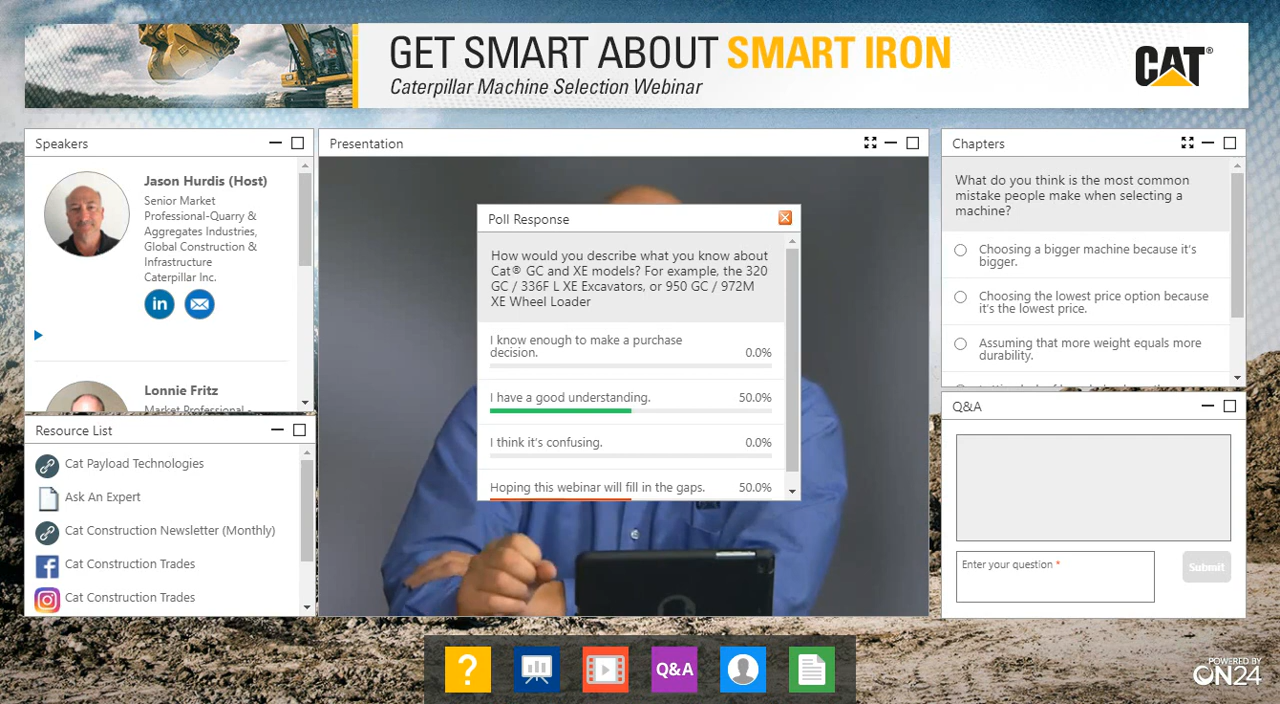 GET SMART ABOUT SMART IRON
Caterpillar Machine Selection Webinar
CAT®
Speakers
Jason Hurdis (Host)
Senior Market
Professional-Quarry &
Aggregates Industries,
Global Construction &
Infrastructure
Caterpillar Inc.
in
Lonnie Fritz
Market Professional -
Resource List
Cat Payload Technologies
Ask An Expert
Cat Construction Newsletter (Monthly)
Cat Construction Trades
Cat Construction Trades
Presentation
Poll Response
How would you describe what you know about
Cat® GC and XE models? For example, the 320
GC / 336F L XE Excavators, or 950 GC / 972M
XE Wheel Loader
I know enough to make a purchase
decision. 0.0%
I have a good understanding. 50.0%
I think it's confusing. 0.0%
Hoping this webinar will fill in the gaps. 50.0%
Chapters
What do you think is the most common
mistake people make when selecting a
machine?
Choosing a bigger machine because it's
bigger.
Choosing the lowest price option because
it's the lowest price.
Assuming that more weight equals more
durability.
Q&A
Enter your question *
Submit
?
Q&A
POWERED BY
ON24